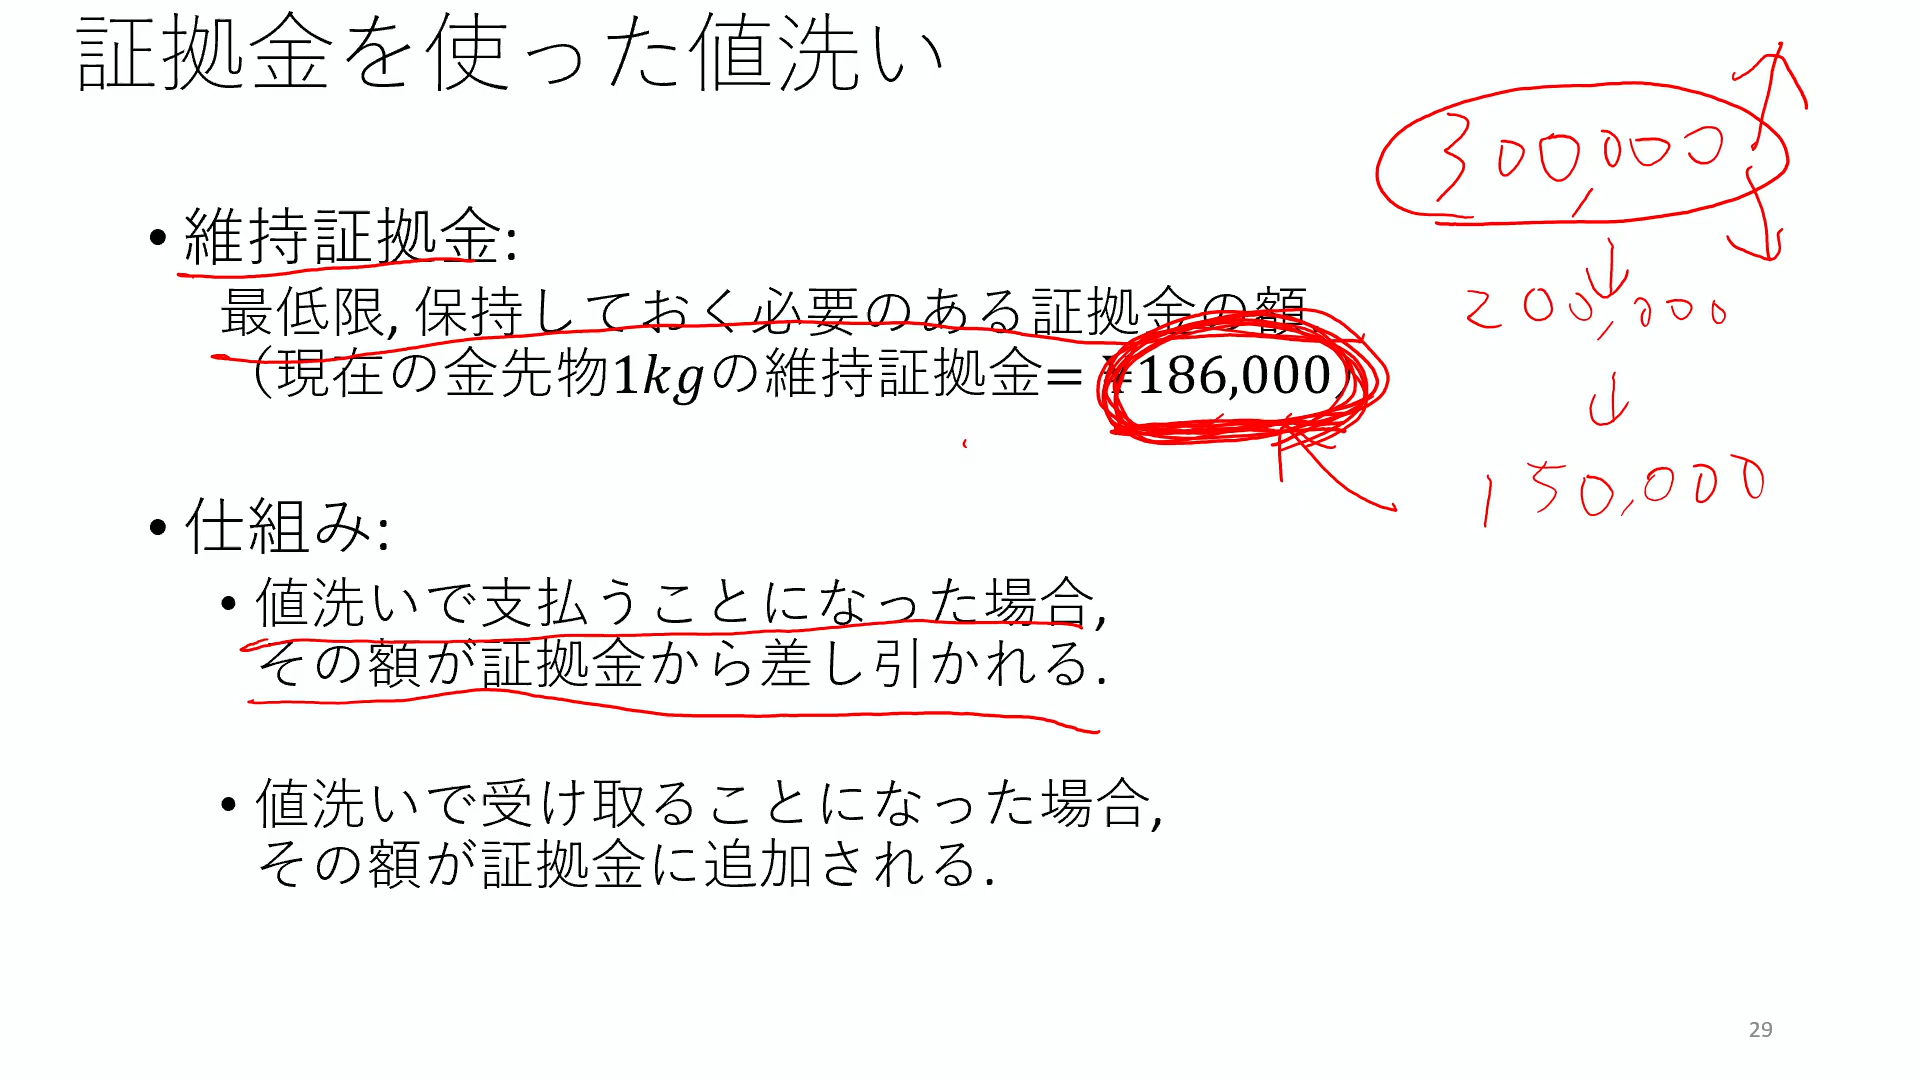 証拠金を使った値洗い
300,000
• 維持証拠金:
最低限, 保持しておく必要のある証拠金の額.
200,000
（現在の金先物1kgの維持証拠金= ¥186,000）
150,000
• 仕組み:
• 値洗いで支払うことになった場合,
その額が証拠金から差し引かれる.
• 値洗いで受け取ることになった場合,
その額が証拠金に追加される.
29